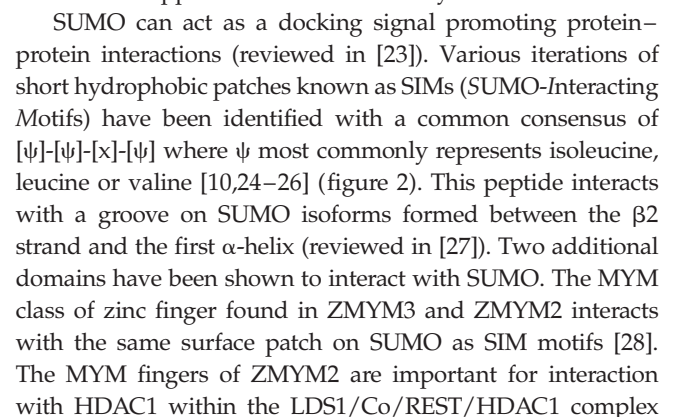 SUMO can act as a docking signal promoting protein–
protein interactions (reviewed in [23]). Various iterations of
short hydrophobic patches known as SIMs (SUMO-Interacting
Motifs) have been identified with a common consensus of
[ψ]-[ψ]-[x]-[ψ] where ψ most commonly represents isoleucine,
leucine or valine [10,24–26] (figure 2). This peptide interacts
with a groove on SUMO isoforms formed between the β2
strand and the first α-helix (reviewed in [27]). Two additional
domains have been shown to interact with SUMO. The MYM
class of zinc finger found in ZMYM3 and ZMYM2 interacts
with the same surface patch on SUMO as SIM motifs [28].
The MYM fingers of ZMYM2 are important for interaction
with HDAC1 within the LDS1/Co/REST/HDAC1 complex